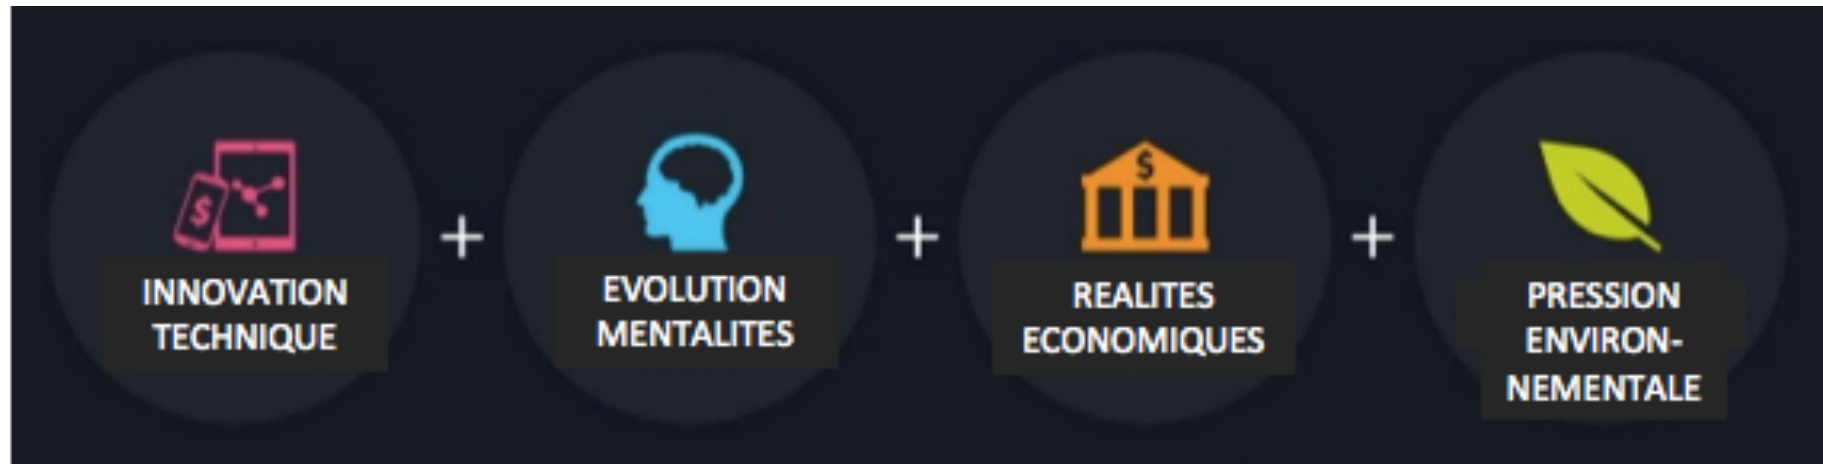 INNOVATION
TECHNIQUE
+
EVOLUTION
MENTALITES
+
REALITES
ECONOMIQUES
+
PRESSION
ENVIRON-
NEMENTALE
$
$